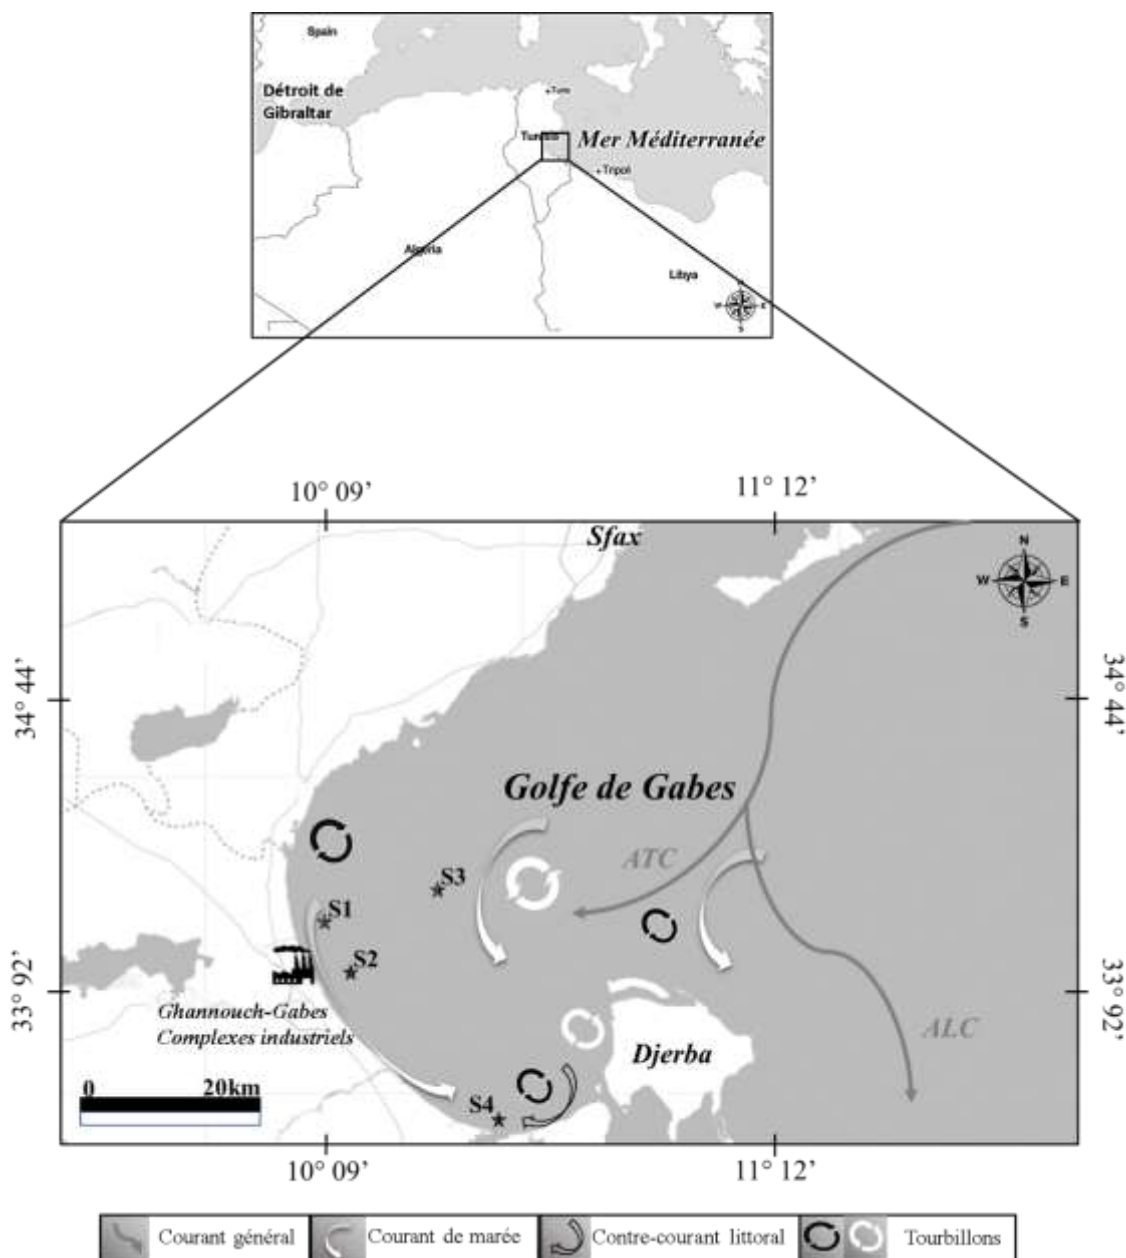 Spain
Détroit de
Gibraltar
Tunis
Tunisia
Mer Méditerranée
Tripoli
Algeria
Libya
N
W
E
S
10° 09’
11° 12’
Sfax
N
W
E
S
34° 44’
34° 44’
Golfe de Gabes
ATC
S3
S1
S2
33° 92’
33° 92’
Ghannouch-Gabes
Complexes industriels
Djerba
ALC
0
20km
S4
10° 09’
11° 12’
Courant général
Courant de marée
Contre-courant littoral
Tourbillons